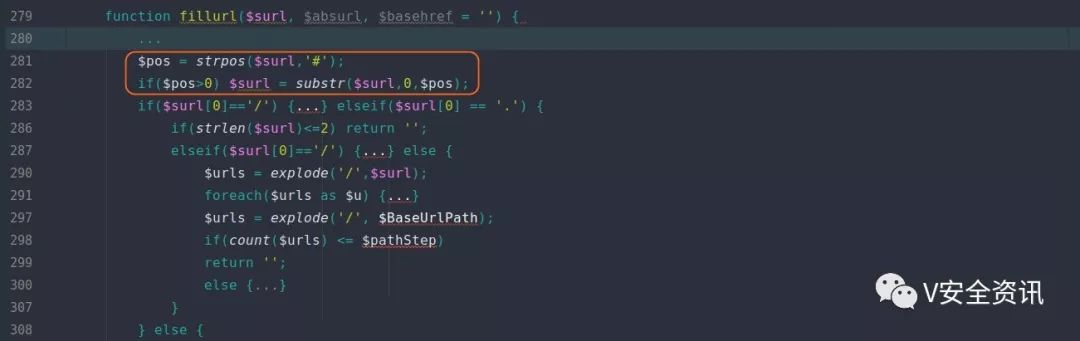 279 function fillurl($surl, $absurl, $basehref = '') {
280 ...
281 $pos = strpos($surl,'#');
282 if($pos>0) $surl = substr($surl,0,$pos);
283 if($surl[0]=='/') {...} elseif($surl[0] == '.') {
286 if(strlen($surl)<=2) return '';
287 elseif($surl[0]=='/') {...} else {
290 $urls = explode('/',$surl);
291 foreach($urls as $u) {...}
297 $urls = explode('/', $BaseUrlPath);
298 if(count($urls) <= $pathStep)
299 return '';
300 else {...}
307 }
308 } else {
V安全资讯